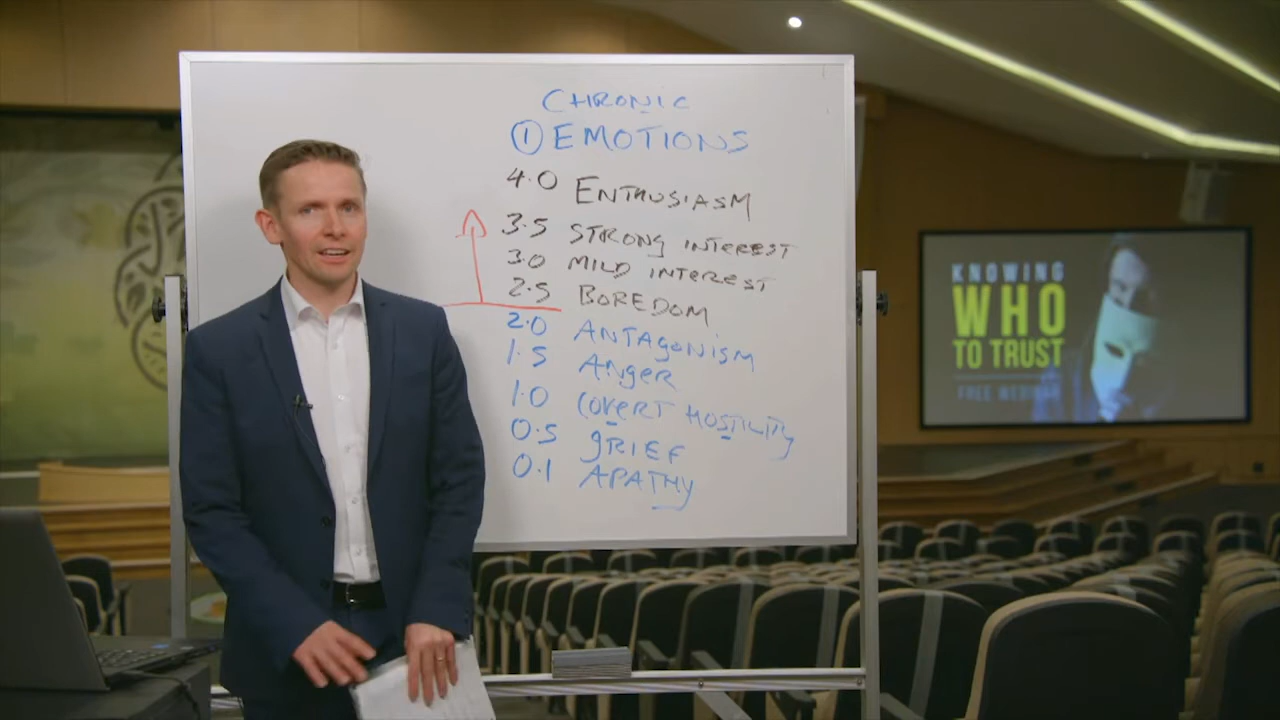 CHRONIC
① EMOTIONS
4.0 ENTHUSIASM
3.5 STRONG INTEREST
3.0 MILD INTEREST
2.5 BOREDOM
2.0 ANTAGONISM
1.5 ANGER
1.0 COVERT HOSTILITY
0.5 GRIEF
0.1 APATHY
KNOWING
WHO
TO TRUST
FREE